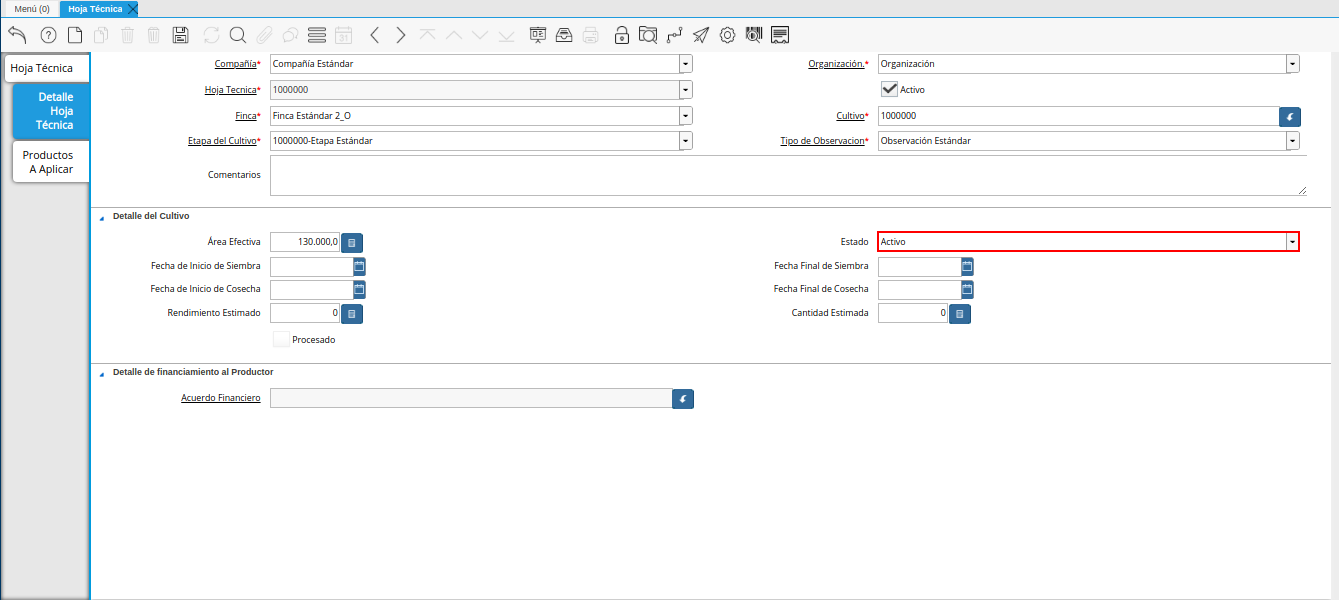 Menú (0)
Hoja Técnica
31
Hoja Técnica
Detalle
Hoja
Técnica
Productos
A Aplicar
Compañía* Compañía Estándar
Organización.* Organización
Hoja Tecnica* 1000000
Activo
Finca* Finca Estándar 2_O
Cultivo* 1000000
Etapa del Cultivo* 1000000-Etapa Estándar
Tipo de Observacion* Observación Estándar
Comentarios
Detalle del Cultivo
Área Efectiva 130.000,0
Estado Activo
Fecha de Inicio de Siembra
Fecha Final de Siembra
Fecha de Inicio de Cosecha
Fecha Final de Cosecha
Rendimiento Estimado 0
Cantidad Estimada 0
Procesado
Detalle de financiamiento al Productor
Acuerdo Financiero